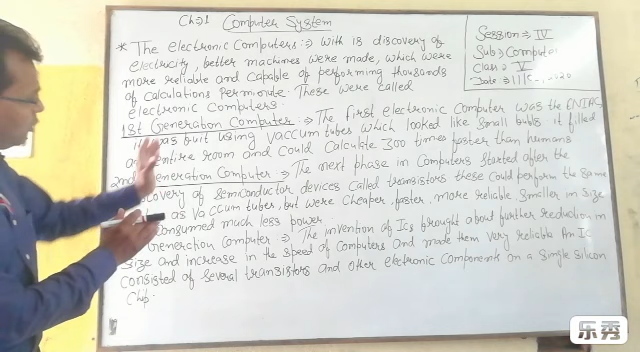 Ch⇒1 Computer System
Session ⇒ IV
Sub ⇒ Computer
Class ⇒ V
Date ⇒
* The electronic Computers :⇒ With is discovery of
electricity, better machines were made, which were
more reliable and Capable of performing thousands
of Calculations Perminute. These were called
electronic Computers.
1st Generation Computer :⇒ The first electronic Computer was the ENIAC
it was buit using Vaccum tubes which looked like Small bulbs it filled
an entire room and Could Calculate 300 times faster than humans
2nd Generation Computer ⇒ The next phase in Computers Started after the
covery of Semiconductor devices called transistors these Could perform the Same
as Vaccum tubes, but were cheaper, faster, more reliable, Smaller in Size
Consumed much less power.
Generation Computer ⇒ The invention of ICs brought about further reduction in
Size and increase in the Speed of Computers and made them Very Reliable An IC
Consisted of Several transistors and other electronic Components on a Single Silicon
Chip.
乐秀